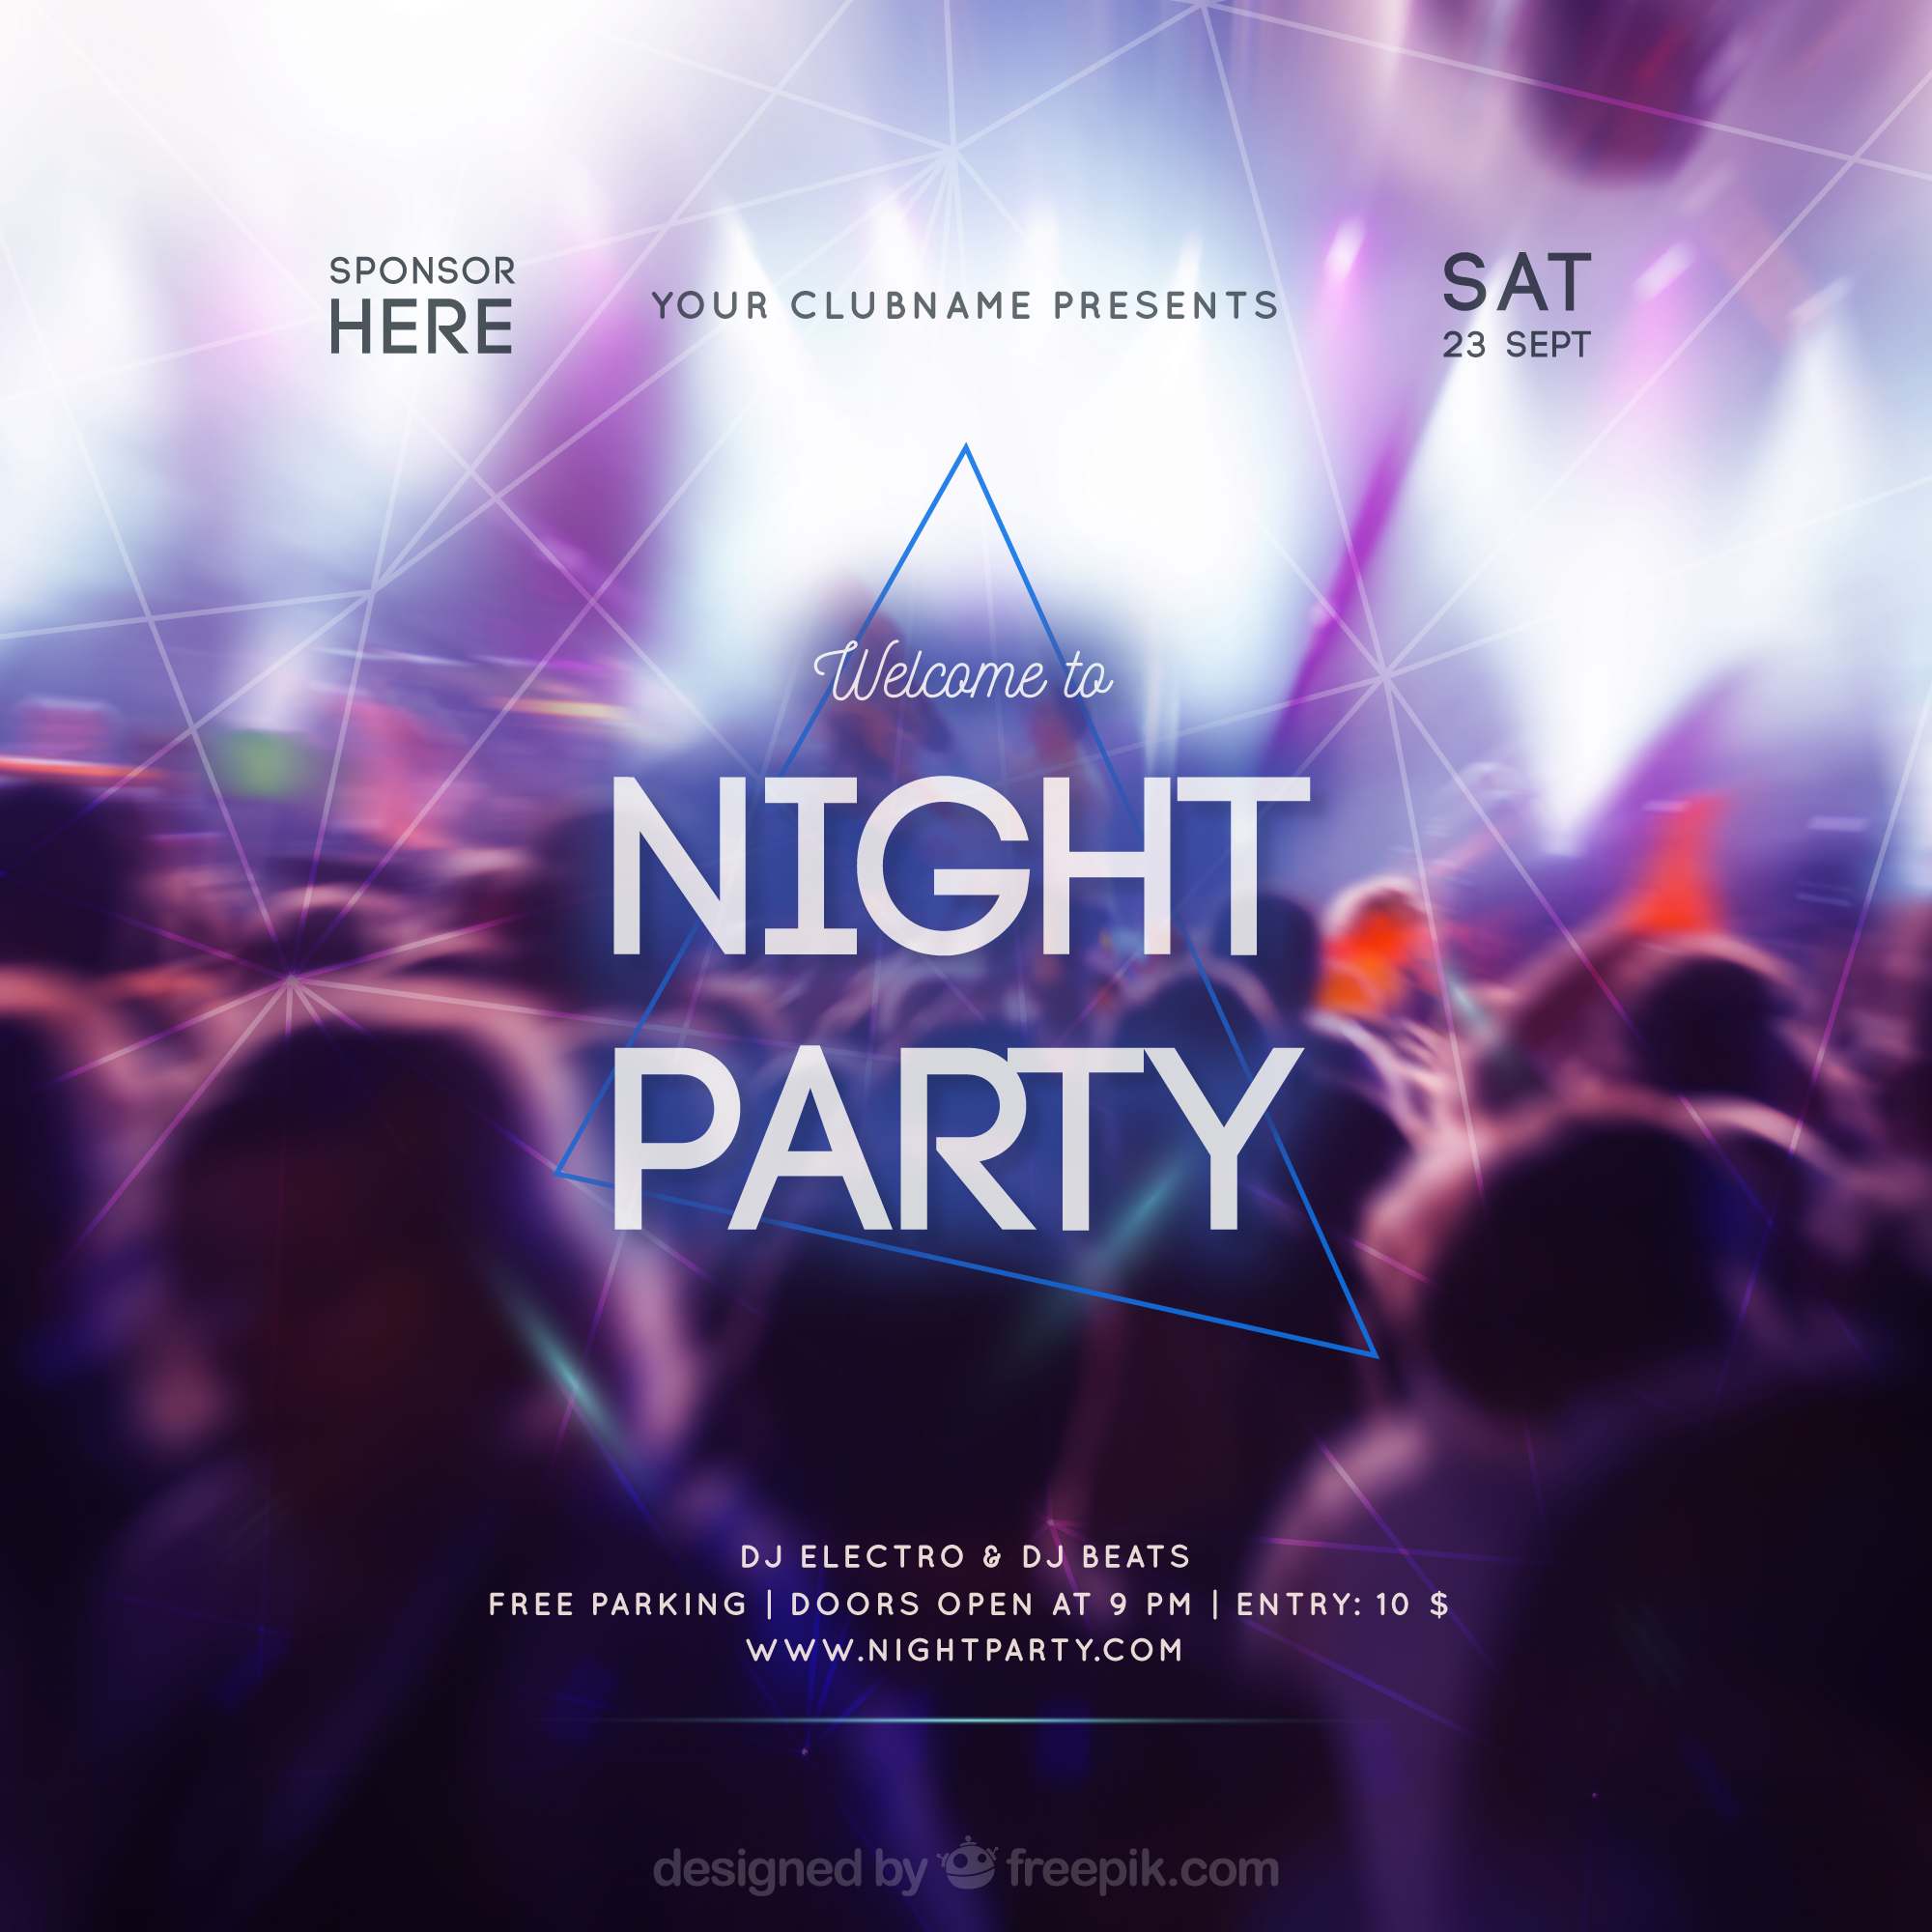 SPONSOR
HERE
YOUR CLUBNAME PRESENTS
SAT
23 SEPT
Welcome to
NIGHT
PARTY
DJ ELECTRO & DJ BEATS
FREE PARKING | DOORS OPEN AT 9 PM | ENTRY: 10 $
WWW.NIGHTPARTY.COM
designed by freepik.com